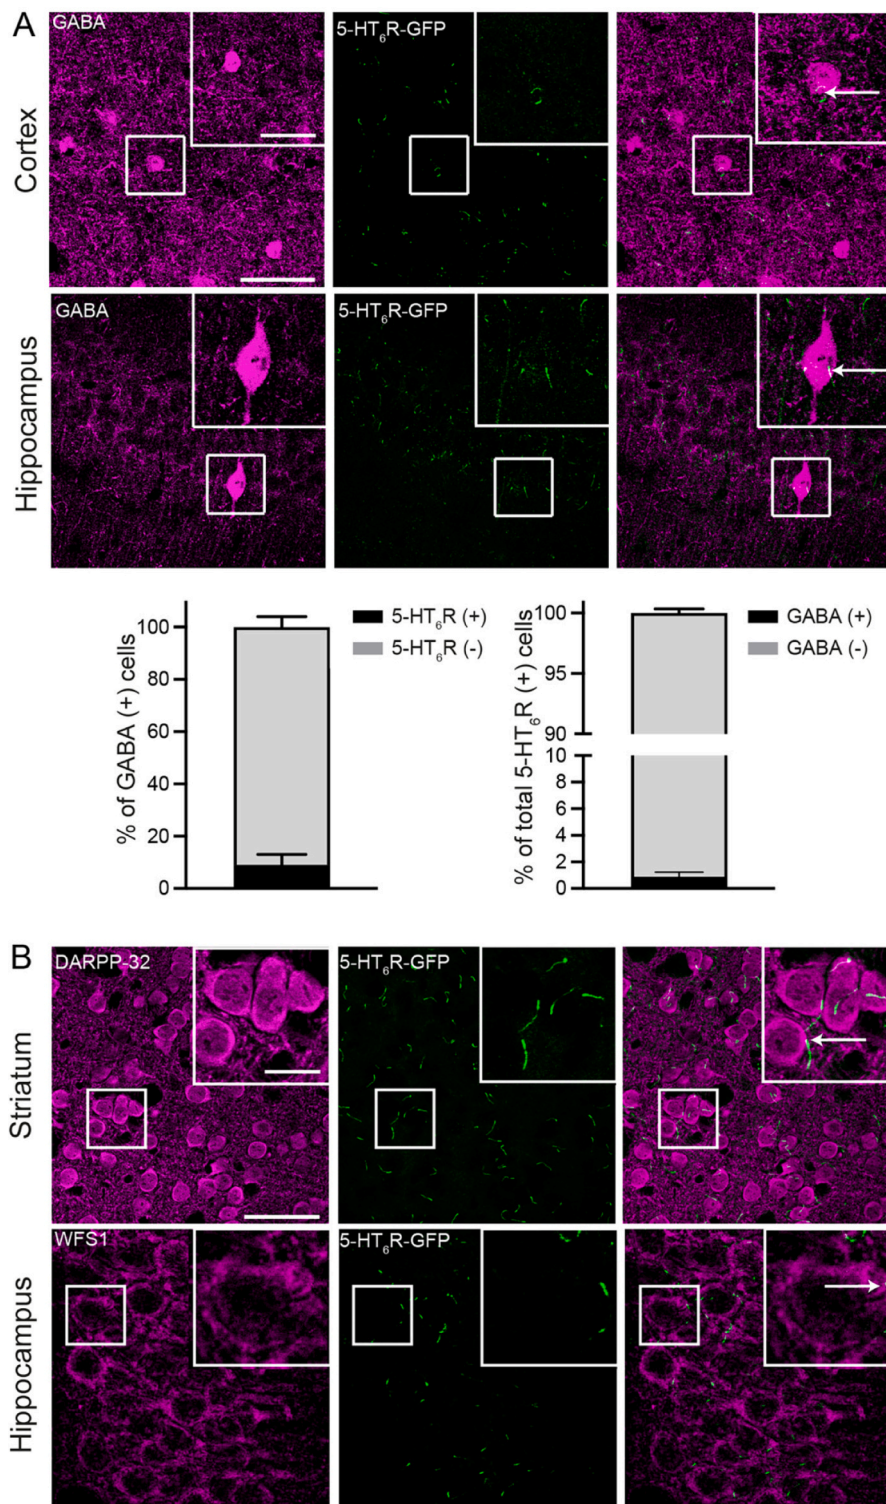 A
Cortex
GABA
5-HT6R-GFP
Hippocampus
GABA
5-HT6R-GFP
% of GABA (+) cells
100
80
60
40
20
0
5-HT6R (+)
5-HT6R (-)
% of total 5-HT6R (+) cells
100
95
90
10
8
6
4
2
0
GABA (+)
GABA (-)
B
Striatum
DARPP-32
5-HT6R-GFP
Hippocampus
WFS1
5-HT6R-GFP